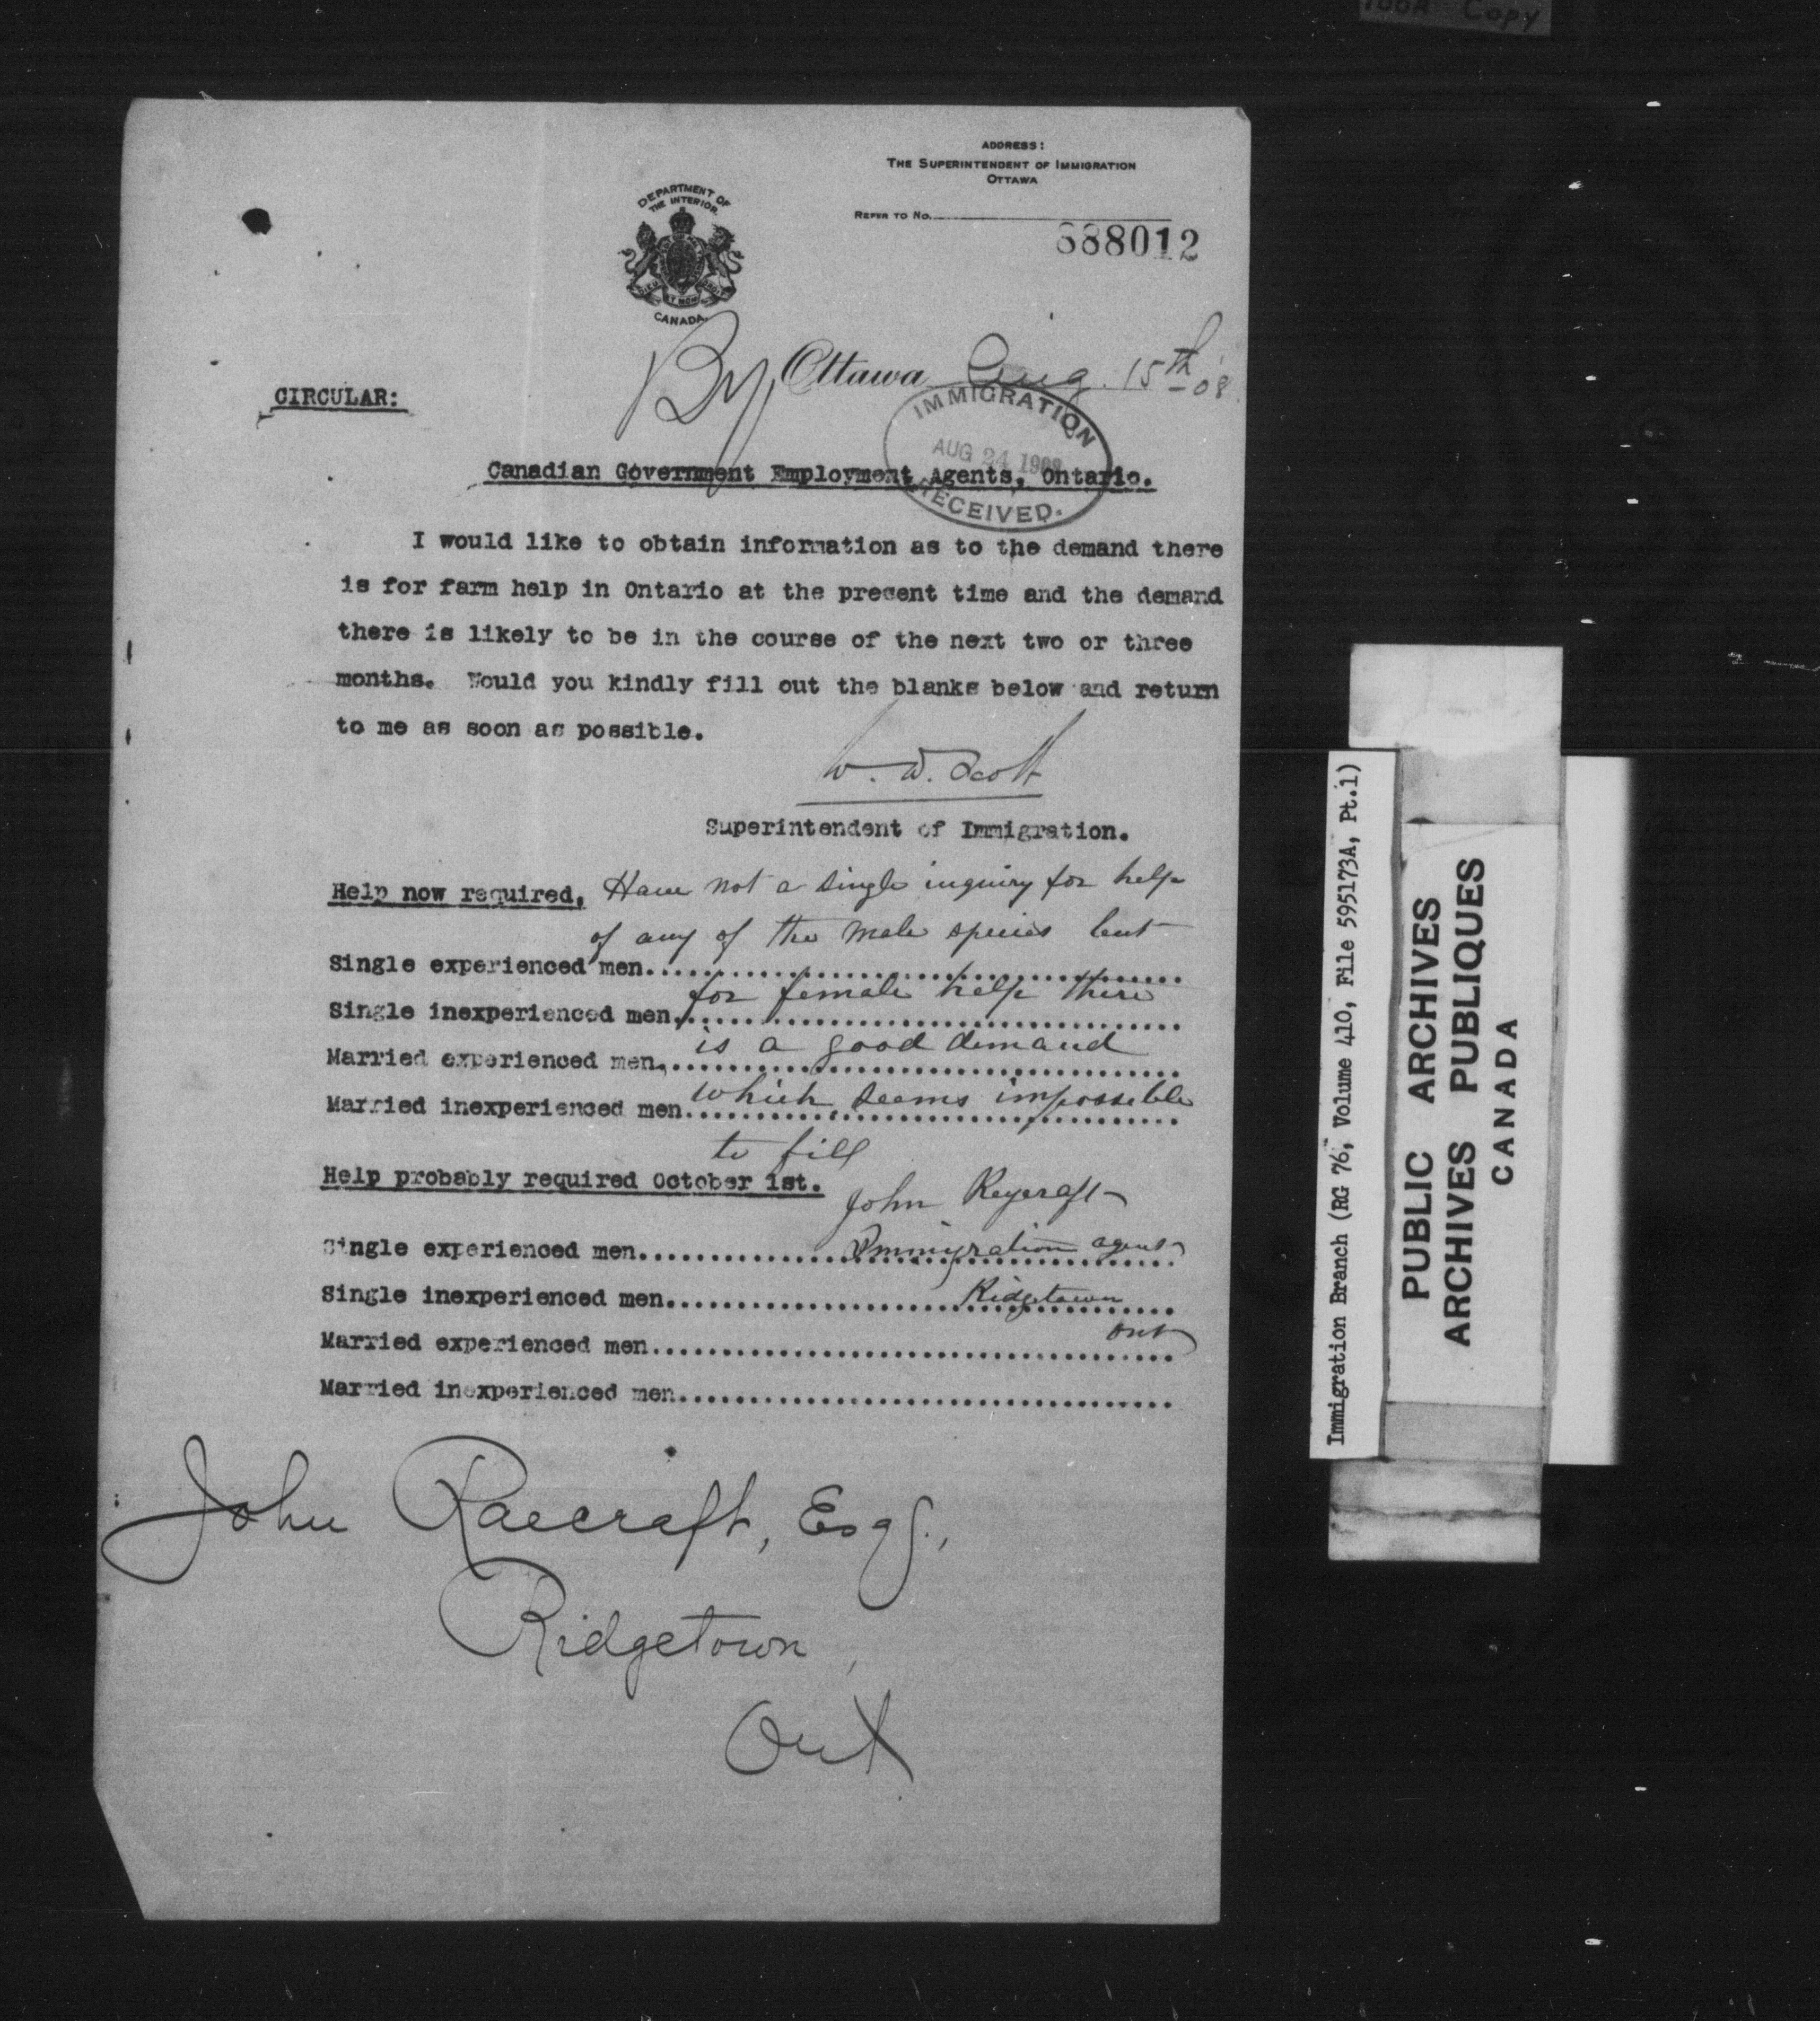 Copy
ADDRESS:
THE SUPERINTENDENT OF IMMIGRATION
OTTAWA
DEPARTMENT OF
THE INTERIOR
CANADA
REFER TO No.
888012
By Ottawa Aug. 15th '08
CIRCULAR:
IMMIGRATION
AUG 24 1908
RECEIVED.
Canadian Government Employment Agents, Ontario.
I would like to obtain information as to the demand there
is for farm help in Ontario at the present time and the demand
there is likely to be in the course of the next two or three
months. Would you kindly fill out the blanks below and return
to me as soon as possible.
W. D. Scott
Superintendent of Immigration.
Help now required, Have not a single inquiry for help
of any of the male species but
Single experienced men
for female help there
Single inexperienced men
is a good demand
Married experienced men
which seems impossible
Married inexperienced men
to fill
Help probably required October 1st.
John Reycraft
Single experienced men Immigration agent
Single inexperienced men Ridgetown
Married experienced men Ont
Married inexperienced men
John Raecraft, Esq.,
Ridgetown,
Ont
Immigration Branch (RG 76, Volume 410, File 595173A, Pt.1)
PUBLIC ARCHIVES
ARCHIVES PUBLIQUES
CANADA